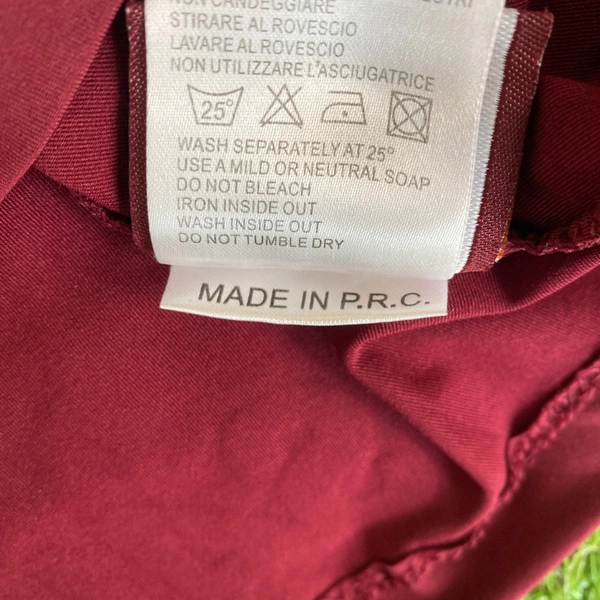 NON CANDEGGIARE
STIRARE AL ROVESCIO
LAVARE AL ROVESCIO
NON UTILIZZARE L'ASCIUGATRICE
25°
WASH SEPARATELY AT 25°
USE A MILD OR NEUTRAL SOAP
DO NOT BLEACH
IRON INSIDE OUT
WASH INSIDE OUT
DO NOT TUMBLE DRY
MADE IN P.R.C.